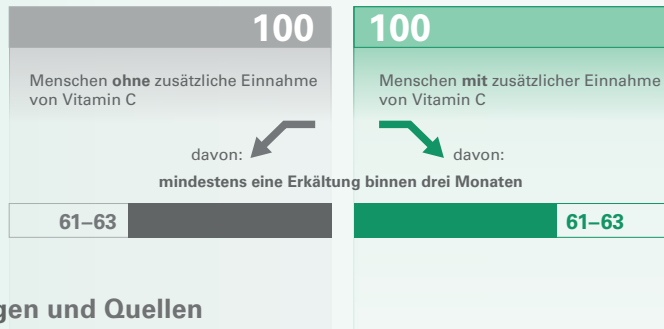 100
Menschen ohne zusätzliche Einnahme
von Vitamin C
100
Menschen mit zusätzlicher Einnahme
von Vitamin C
davon:
davon:
mindestens eine Erkältung binnen drei Monaten
61–63
61–63
und Quellen